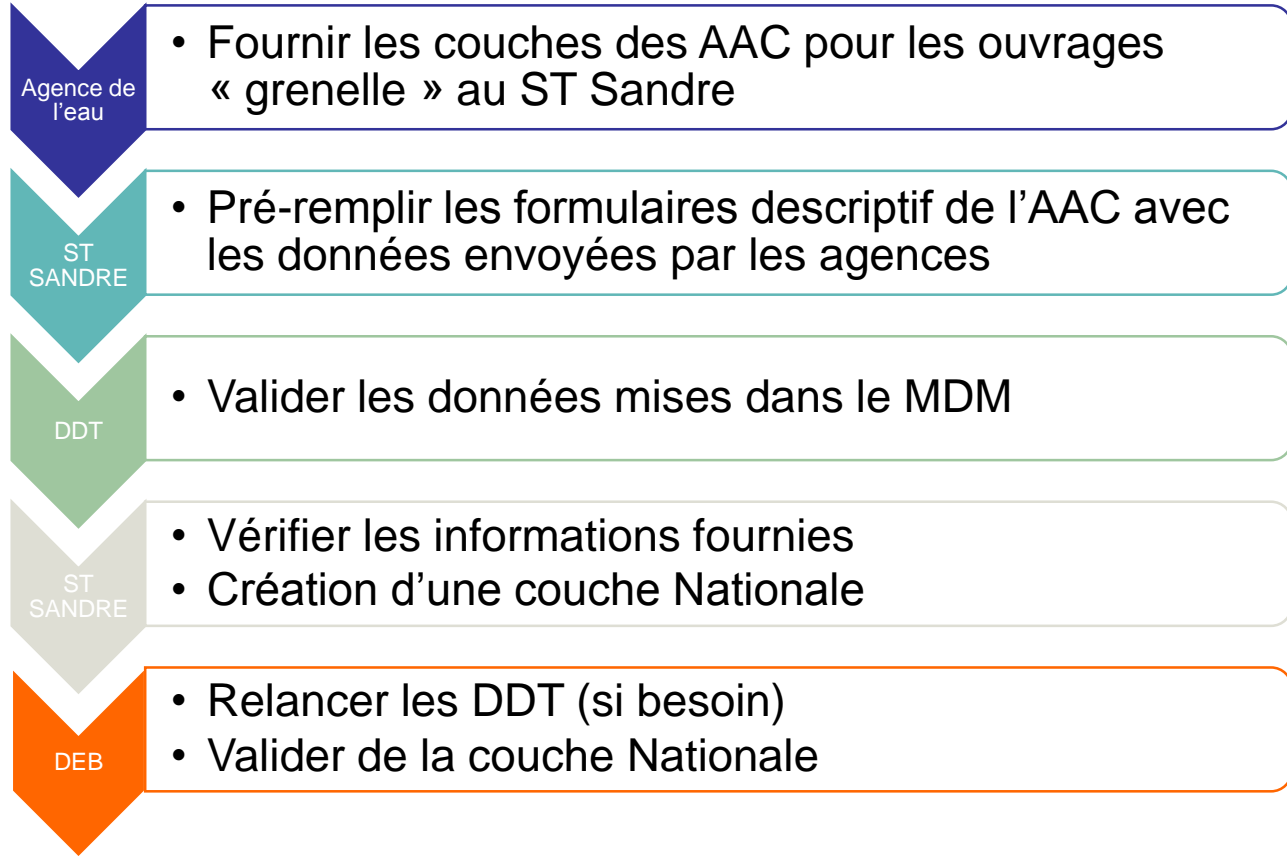 Agence de
l’eau
• Fournir les couches des AAC pour les ouvrages
« grenelle » au ST Sandre
ST
SANDRE
• Pré-remplir les formulaires descriptif de l’AAC avec
les données envoyées par les agences
DDT
• Valider les données mises dans le MDM
ST
SANDRE
• Vérifier les informations fournies
• Création d’une couche Nationale
DEB
• Relancer les DDT (si besoin)
• Valider de la couche Nationale